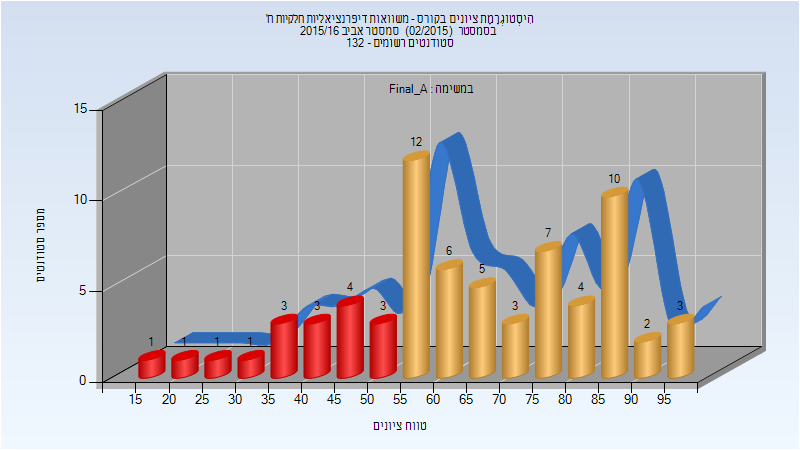 היסטוגרמת ציונים בקורס - משוואות דיפרנציאליות חלקיות ח'
בסמסטר (02/2015) סמסטר אביב 2015/16
סטודנטים רשומים - 132
במשימה : Final_A
מספר סטודנטים
15
10
5
0
1 1 1 1 3 3 4 3 12 6 5 3 7 4 10 2 3
15 20 25 30 35 40 45 50 55 60 65 70 75 80 85 90 95
טווח ציונים